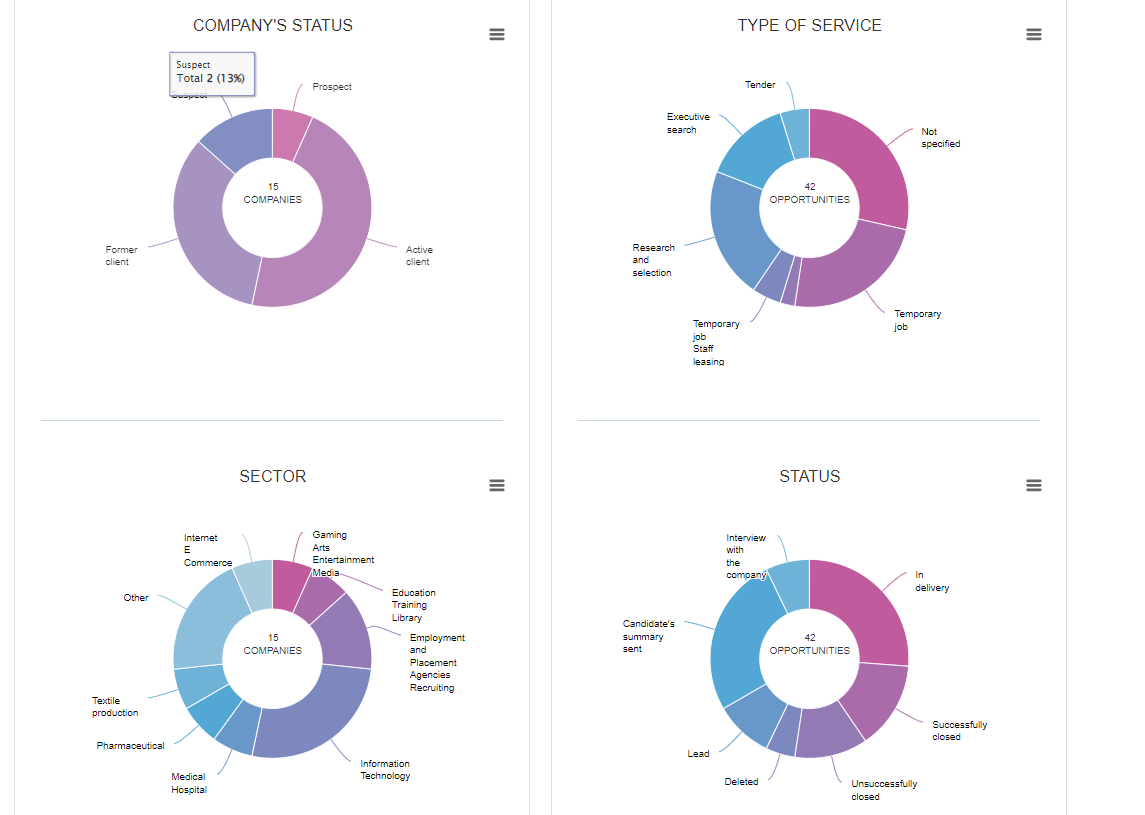 COMPANY'S STATUS
Suspect
Total 2 (13%)
Suspect
Prospect
15
COMPANIES
Former
client
Active
client
TYPE OF SERVICE
Tender
Executive
search
Not
specified
42
OPPORTUNITIES
Research
and
selection
Temporary
job
Temporary
job
Staff
leasing
SECTOR
Internet
E
Commerce
Gaming
Arts
Entertainment
Media
Education
Training
Library
Other
15
COMPANIES
Employment
and
Placement
Agencies
Recruiting
Textile
production
Pharmaceutical
Medical
Hospital
Information
Technology
STATUS
Interview
with
the
company
In
delivery
Candidate's
summary
sent
42
OPPORTUNITIES
Successfully
closed
Lead
Deleted
Unsuccessfully
closed